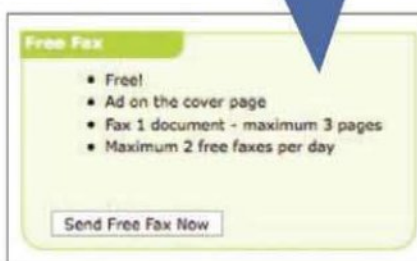 Free Fax
• Free!
• Ad on the cover page
• Fax 1 document - maximum 3 pages
• Maximum 2 free faxes per day
Send Free Fax Now